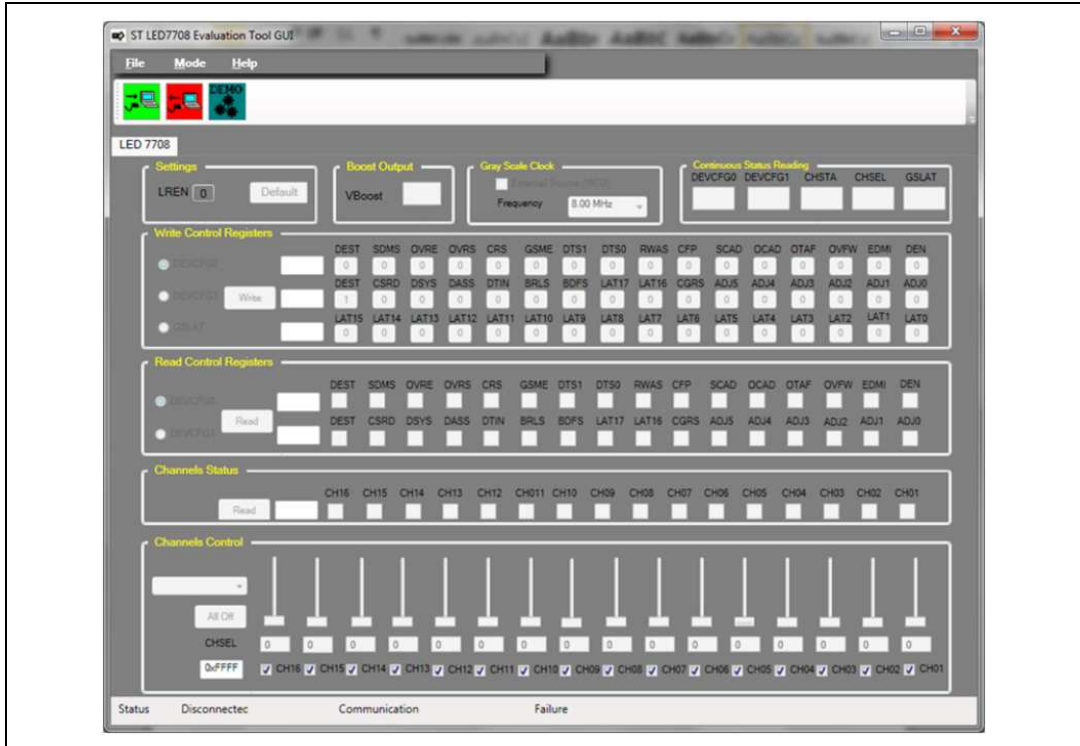 ST LED7708 Evaluation Tool GUI
File Mode Help
DEMO
LED 7708
Settings
LREN 0 Default
Boost Output
VBoost
Gray Scale Clock
External Source
Frequency 8.00 MHz
Continuous Status Reading
DEVCFG0 DEVCFG1 CHSTA CHSEL GSLAT
Write Control Registers
DEST SDMS OVRE OVRS CRS GSME DTS1 DTS0 RWAS CFP SCAD OCAD OTAF OVFW EDMI DEN
DEVCFG0 0 0 0 0 0 0 0 0 0 0 0 0 0 0 0 0
DEST CSRD DSYS DASS DTIN BRLS BDFS LAT17 LAT16 CGRS ADJ5 ADJ4 ADJ3 ADJ2 ADJ1 ADJ0
DEVCFG1 Write 1 0 0 0 0 0 0 0 0 0 0 0 0 0 0 0
LAT15 LAT14 LAT13 LAT12 LAT11 LAT10 LAT9 LAT8 LAT7 LAT6 LAT5 LAT4 LAT3 LAT2 LAT1 LAT0
GSLAT 0 0 0 0 0 0 0 0 0 0 0 0 0 0 0 0
Read Control Registers
DEST SDMS OVRE OVRS CRS GSME DTS1 DTS0 RWAS CFP SCAD OCAD OTAF OVFW EDMI DEN
DEVCFG0
Read
DEST CSRD DSYS DASS DTIN BRLS BDFS LAT17 LAT16 CGRS ADJ5 ADJ4 ADJ3 ADJ2 ADJ1 ADJ0
DEVCFG1
Channels Status
CH16 CH15 CH14 CH13 CH12 CH011 CH10 CH09 CH08 CH07 CH06 CH05 CH04 CH03 CH02 CH01
Read
Channels Control
All Off
CHSEL 0 0 0 0 0 0 0 0 0 0 0 0 0 0 0 0
0xFFFF CH16 CH15 CH14 CH13 CH12 CH11 CH10 CH09 CH08 CH07 CH06 CH05 CH04 CH03 CH02 CH01
Status Disconnectec Communication Failure